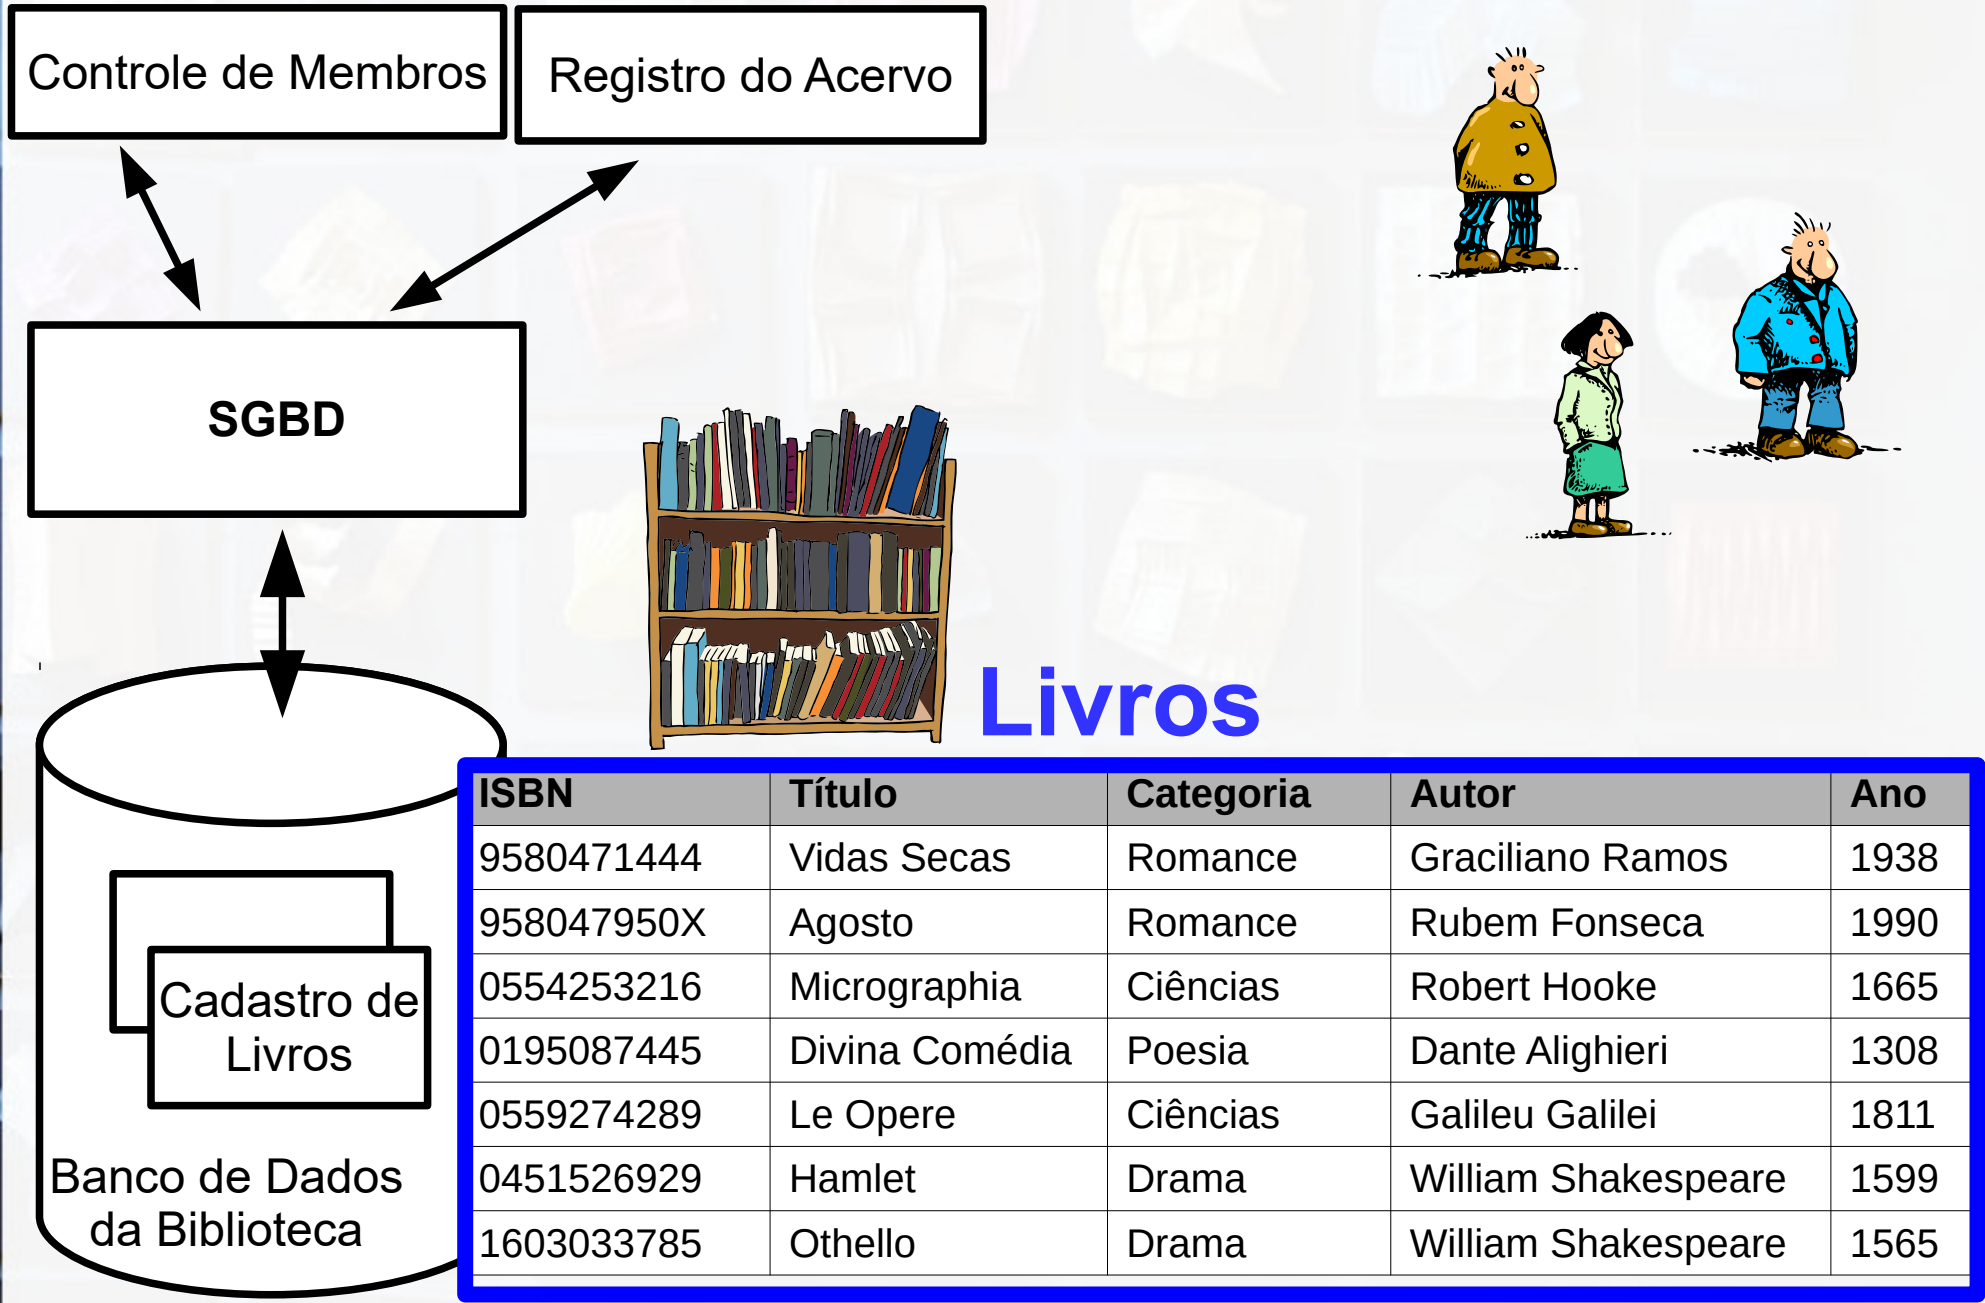 Controle de Membros
Registro do Acervo
SGBD
Livros
Cadastro de
Livros
Banco de Dados
da Biblioteca
ISBN Título Categoria Autor Ano
9580471444 Vidas Secas Romance Graciliano Ramos 1938
958047950X Agosto Romance Rubem Fonseca 1990
0554253216 Micrographia Ciências Robert Hooke 1665
0195087445 Divina Comédia Poesia Dante Alighieri 1308
0559274289 Le Opere Ciências Galileu Galilei 1811
0451526929 Hamlet Drama William Shakespeare 1599
1603033785 Othello Drama William Shakespeare 1565